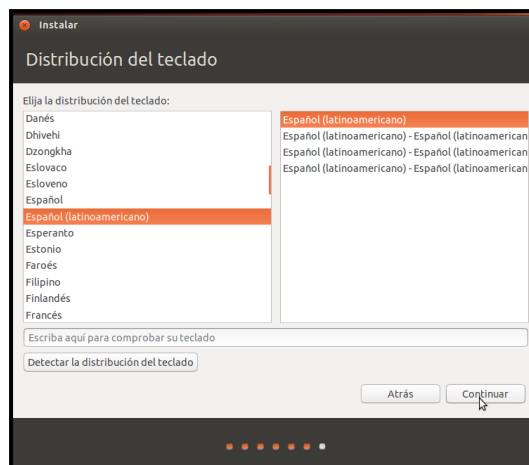 Instalar
Distribución del teclado
Elija la distribución del teclado:
Danés
Dhivehi
Dzongkha
Eslovaco
Esloveno
Español
Español (latinoamericano)
Esperanto
Estonio
Faroés
Filipino
Finlandés
Francés
Español (latinoamericano)
Español (latinoamericano) - Español (latinoamerican
Español (latinoamericano) - Español (latinoamerican
Español (latinoamericano) - Español (latinoamerican
Escriba aquí para comprobar su teclado
Detectar la distribución del teclado
Atrás
Continuar